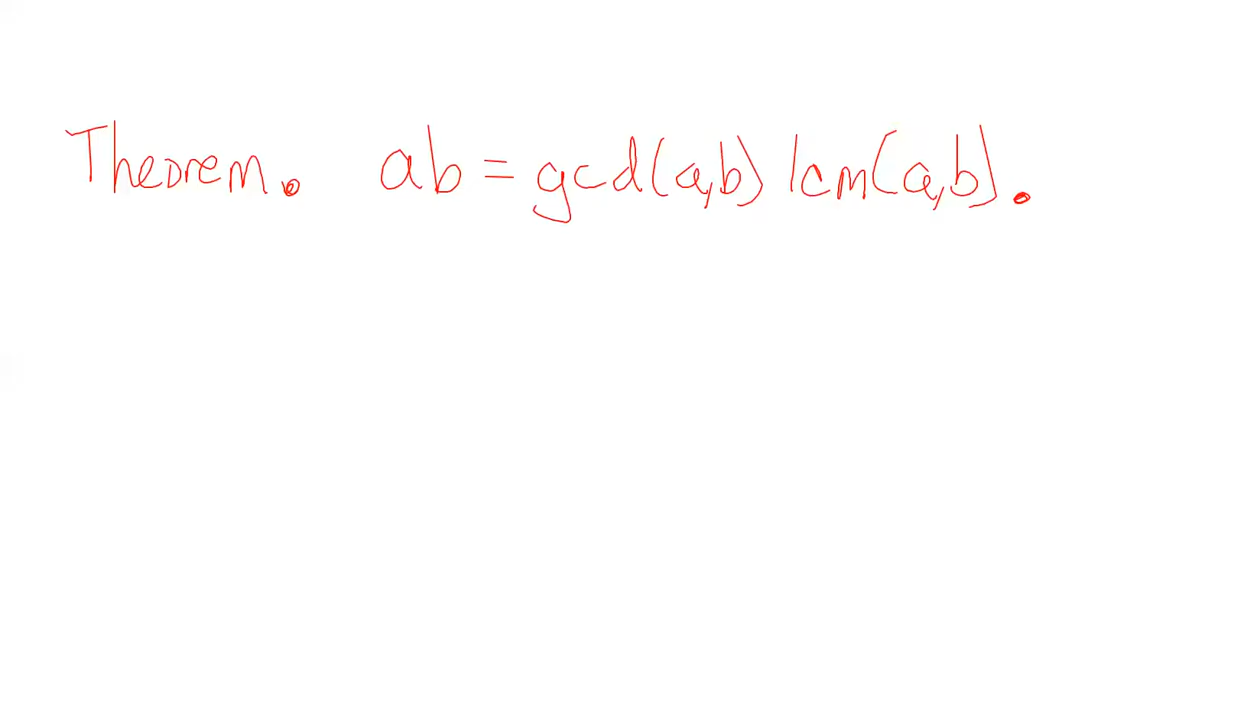 Theorem. ab = gcd(a,b) lcm(a,b).